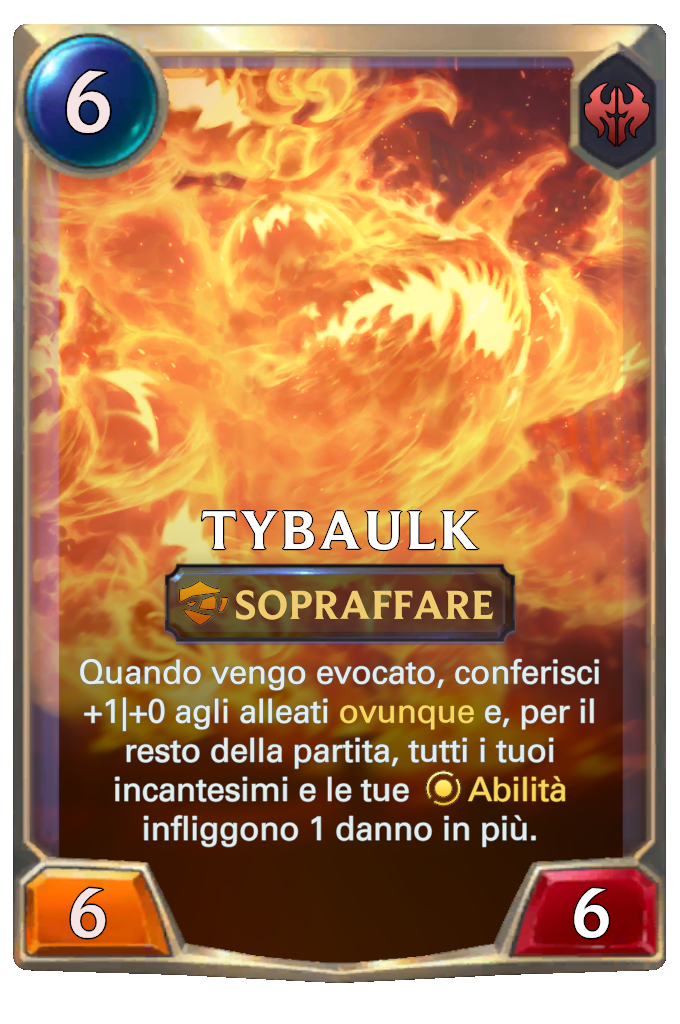 6
TYBAULK
SOPRAFFARE
Quando vengo evocato, conferisci
+1|+0 agli alleati ovunque e, per il
resto della partita, tutti i tuoi
incantesimi e le tue Abilità
infliggono 1 danno in più.
6
6